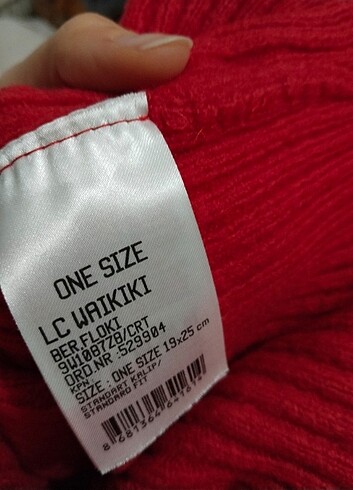 ONE SIZE
LC WAIKIKI
BER.FLOKI
9W1087Z8/CRT
ORD.NR :529904
KPN:
SIZE : ONE SIZE 19x25 cm
STANDART KALIP/
STANDARD FIT